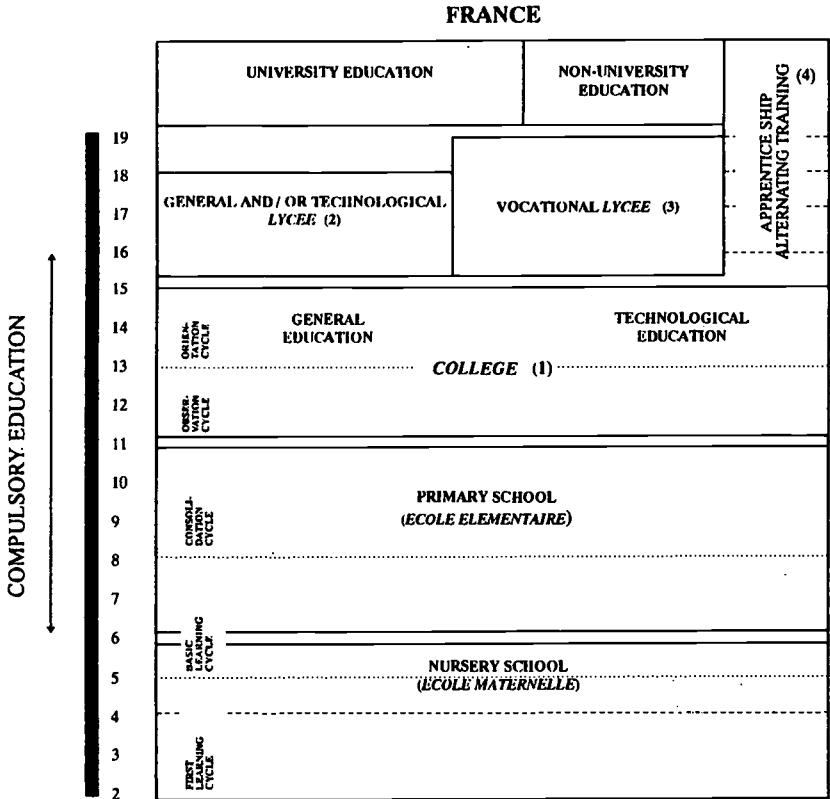 FRANCE
UNIVERSITY EDUCATION
NON-UNIVERSITY
EDUCATION
APPRENTICE SHIP
ALTERNATING TRAINING
(4)
19
18
17
16
15
14
13
12
11
10
9
8
7
6
5
4
3
2
GENERAL AND / OR TECHNOLOGICAL
LYCEE (2)
VOCATIONAL LYCEE (3)
COMPULSORY EDUCATION
ORIEN-
TATION
CYCLE
GENERAL
EDUCATION
TECHNOLOGICAL
EDUCATION
COLLEGE (1)
OBSER-
VATION
CYCLE
CONSOLI-
DATION
CYCLE
PRIMARY SCHOOL
(ECOLE ELEMENTAIRE)
BASIC
LEARNING
CYCLE
NURSERY SCHOOL
(ECOLE MATERNELLE)
FIRST
LEARNING
CYCLE